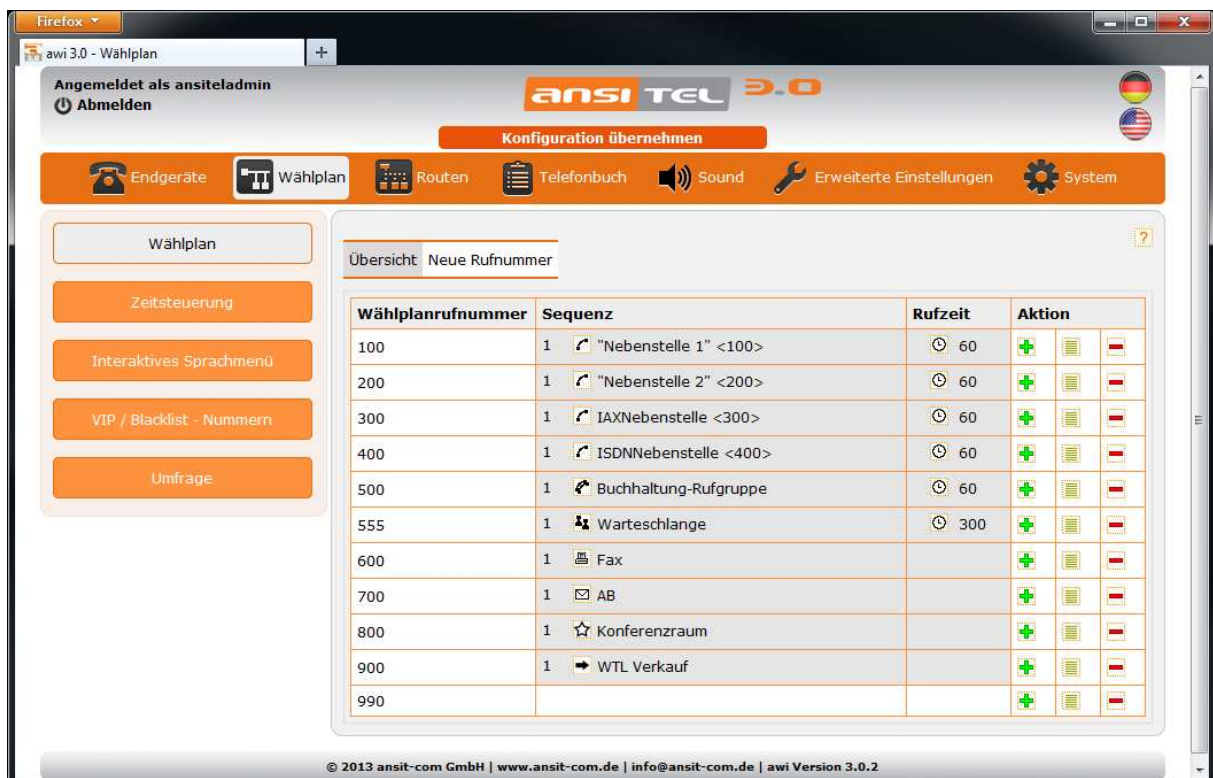 Firefox
awi 3.0 - Wählplan
Angemeldet als ansiteladmin
Abmelden
ansi TEL 3.0
Konfiguration übernehmen
Endgeräte Wählplan Routen Telefonbuch Sound Erweiterte Einstellungen System
Wählplan
Zeitsteuerung
Interaktives Sprachmenü
VIP / Blacklist - Nummern
Umfrage
?
Übersicht Neue Rufnummer
Wählplanrufnummer Sequenz Rufzeit Aktion
100 1 "Nebenstelle 1" <100> 60
200 1 "Nebenstelle 2" <200> 60
300 1 IAXNebenstelle <300> 60
400 1 ISDNNebenstelle <400> 60
500 1 Buchhaltung-Rufgruppe 60
555 1 Warteschlange 300
600 1 Fax
700 1 AB
800 1 Konferenzraum
900 1 WTL Verkauf
990
© 2013 ansit-com GmbH | www.ansit-com.de | info@ansit-com.de | awi Version 3.0.2